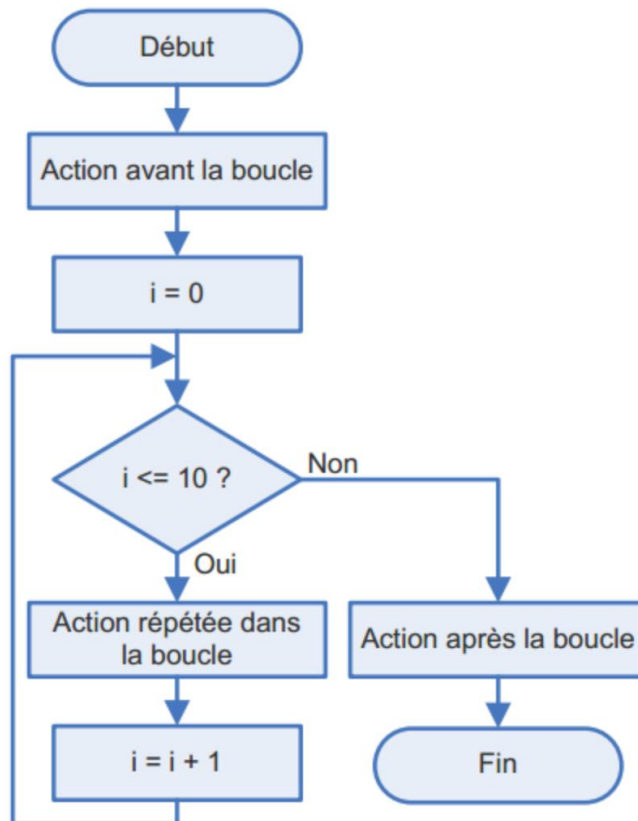 Début
Action avant la boucle
i = 0
i <= 10 ?
Non
Oui
Action répétée dans
la boucle
Action après la boucle
i = i + 1
Fin